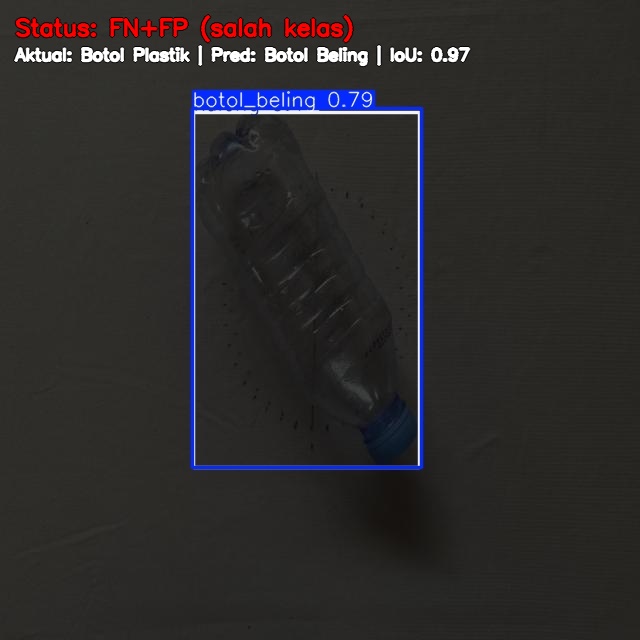 Status: FN+FP (salah kelas)
Aktual: Botol Plastik | Pred: Botol Beling | IoU: 0.97
botol_beling 0.79